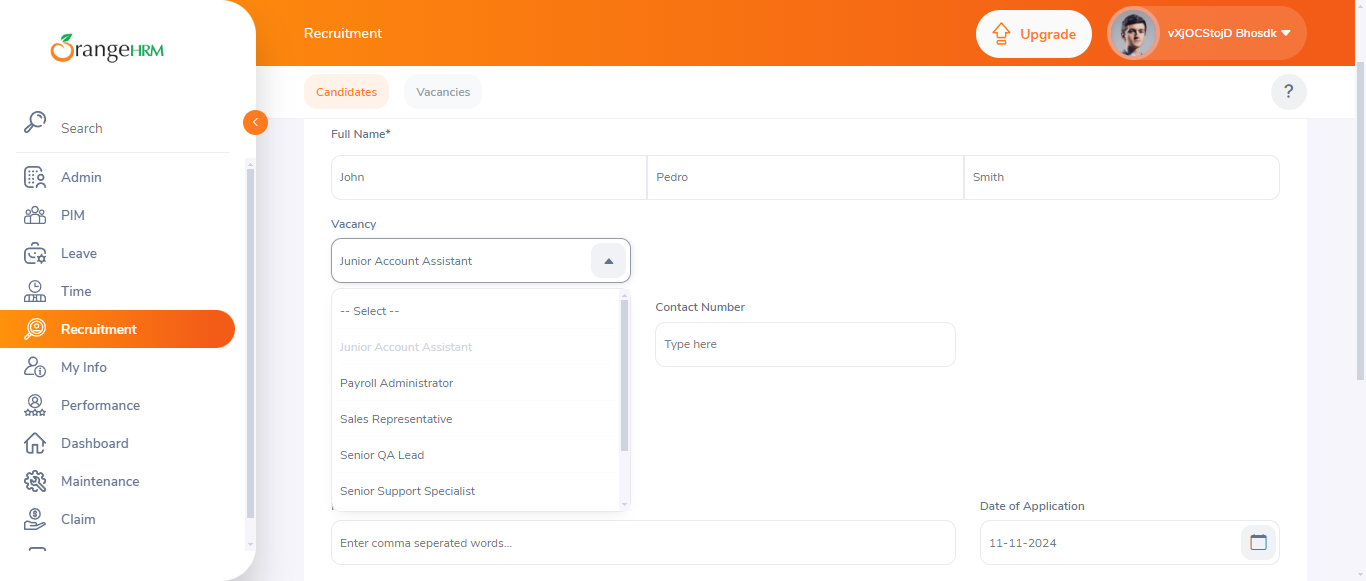 OrangeHRM
Search
Admin
PIM
Leave
Time
Recruitment
My Info
Performance
Dashboard
Maintenance
Claim
Recruitment
Upgrade
vXjOCStojD Bhosdk
Candidates
Vacancies
?
Full Name*
John
Pedro
Smith
Vacancy
Junior Account Assistant
-- Select --
Junior Account Assistant
Payroll Administrator
Sales Representative
Senior QA Lead
Senior Support Specialist
Contact Number
Type here
Enter comma seperated words...
Date of Application
11-11-2024